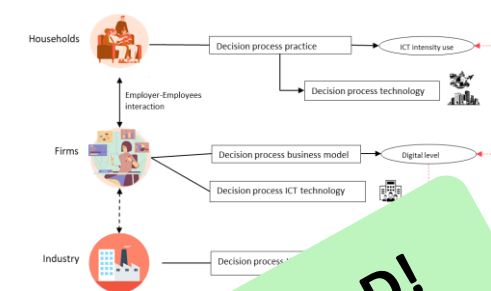 Households
Decision process practice
ICT intensity use
Decision process technology
Employer-Employees
interaction
Firms
Decision process business model
Digital level
Decision process ICT technology
Industry
Decision process
D!